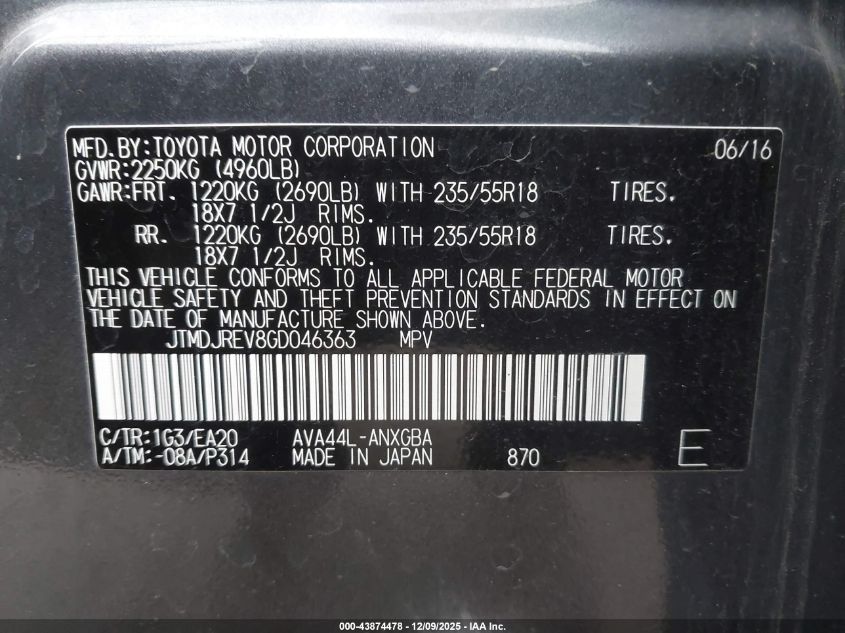 MFD.BY:TOYOTA MOTOR CORPORATION 06/16
GVWR:2250KG (4960LB)
GAWR:FRT. 1220KG (2690LB) WITH 235/55R18 TIRES.
18X7 1/2J RIMS.
RR. 1220KG (2690LB) WITH 235/55R18 TIRES.
18X7 1/2J RIMS.
THIS VEHICLE CONFORMS TO ALL APPLICABLE FEDERAL MOTOR
VEHICLE SAFETY AND THEFT PREVENTION STANDARDS IN EFFECT ON
THE DATE OF MANUFACTURE SHOWN ABOVE.
JTMDJREV8GD046363 MPV
C/TR:1G3/EA20 AVA44L-ANXGBA
A/TM:-08A/P314 MADE IN JAPAN 870 E
000-43874478 - 12/09/2025 - IAA Inc.